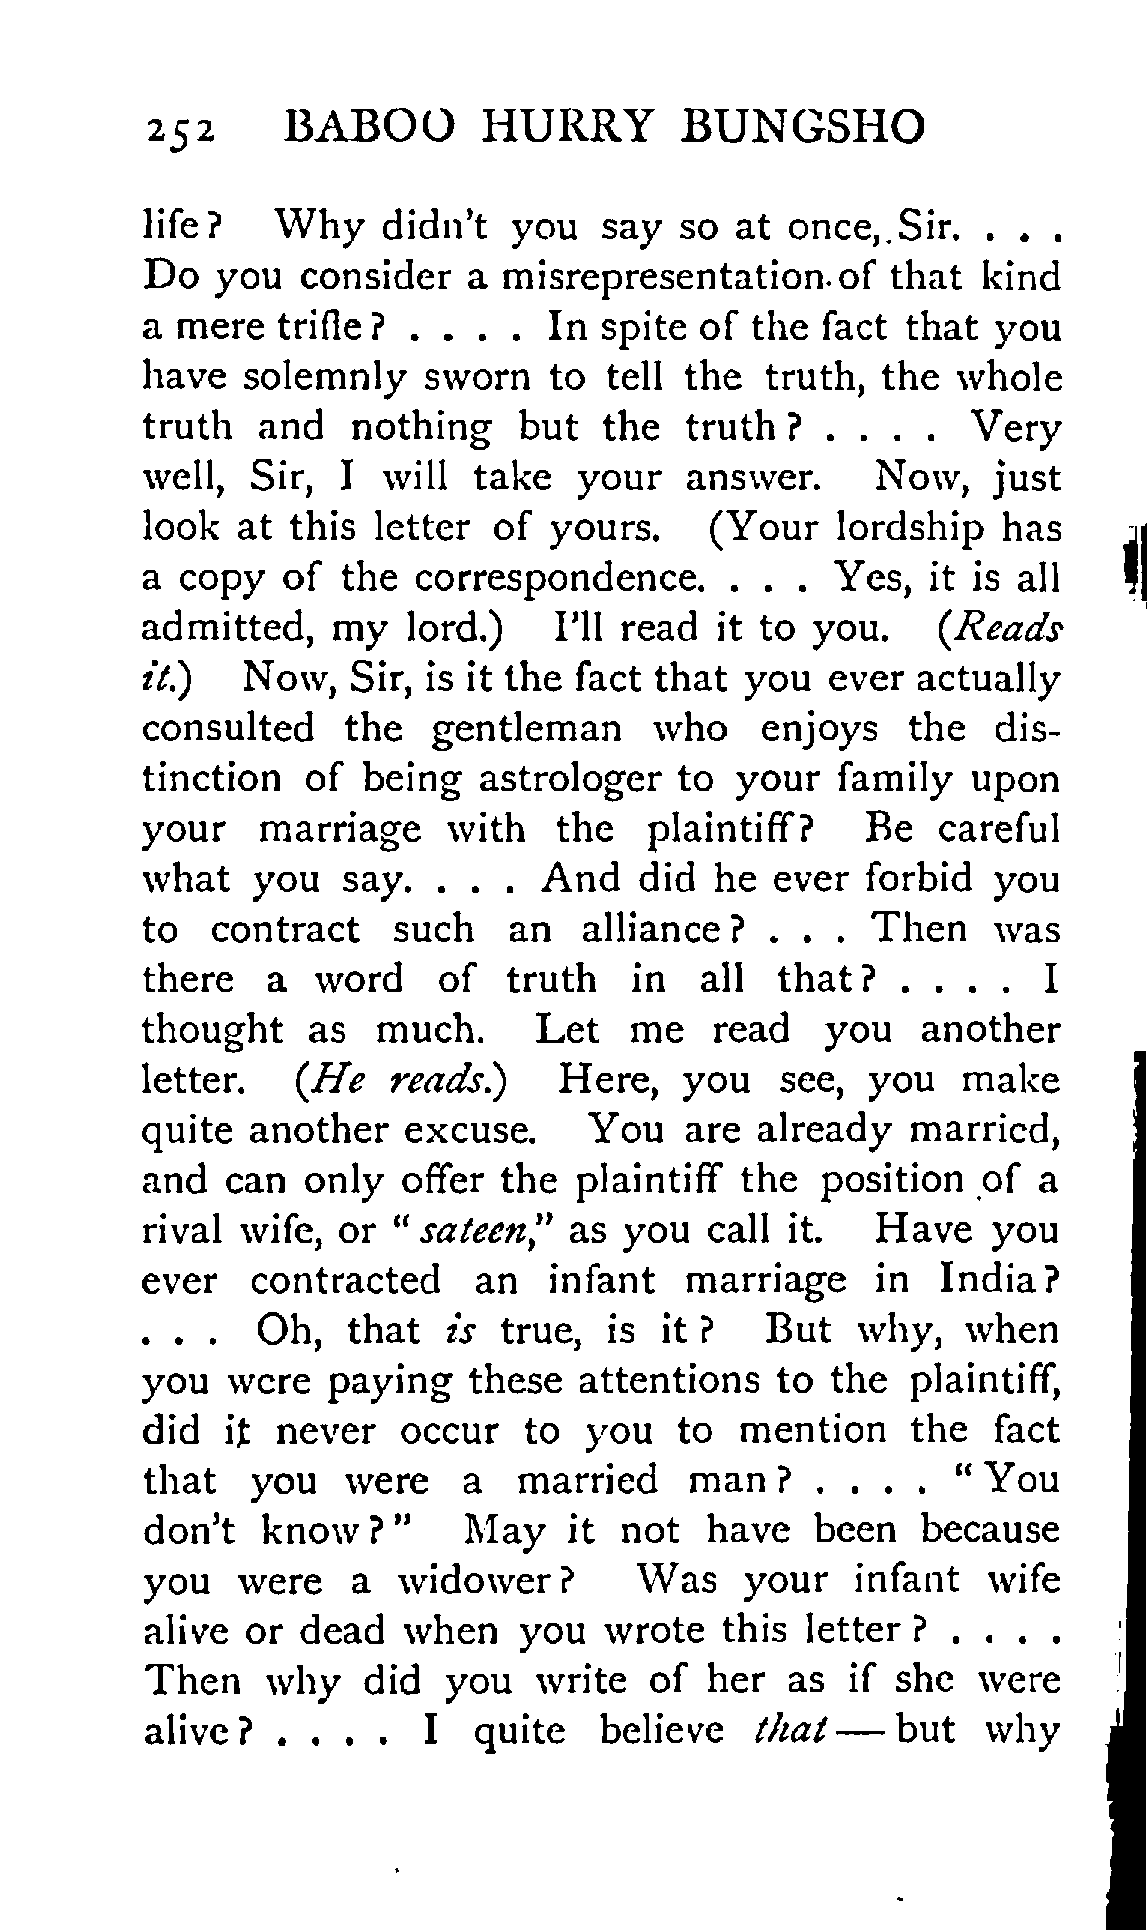 252 BABOO HURRY BUNGSHO
life? Why didn't you say so at once, Sir. . . .
Do you consider a misrepresentation of that kind
a mere trifle? . . . . In spite of the fact that you
have solemnly sworn to tell the truth, the whole
truth and nothing but the truth? . . . . Very
well, Sir, I will take your answer. Now, just
look at this letter of yours. (Your lordship has
a copy of the correspondence. . . . Yes, it is all
admitted, my lord.) I'll read it to you. (Reads
it.) Now, Sir, is it the fact that you ever actually
consulted the gentleman who enjoys the dis-
tinction of being astrologer to your family upon
your marriage with the plaintiff? Be careful
what you say. . . . And did he ever forbid you
to contract such an alliance? . . . Then was
there a word of truth in all that? . . . . I
thought as much. Let me read you another
letter. (He reads.) Here, you see, you make
quite another excuse. You are already married,
and can only offer the plaintiff the position of a
rival wife, or "sateen," as you call it. Have you
ever contracted an infant marriage in India?
. . . Oh, that is true, is it? But why, when
you were paying these attentions to the plaintiff,
did it never occur to you to mention the fact
that you were a married man? . . . . "You
don't know?" May it not have been because
you were a widower? Was your infant wife
alive or dead when you wrote this letter? . . . .
Then why did you write of her as if she were
alive? . . . . I quite believe that—but why